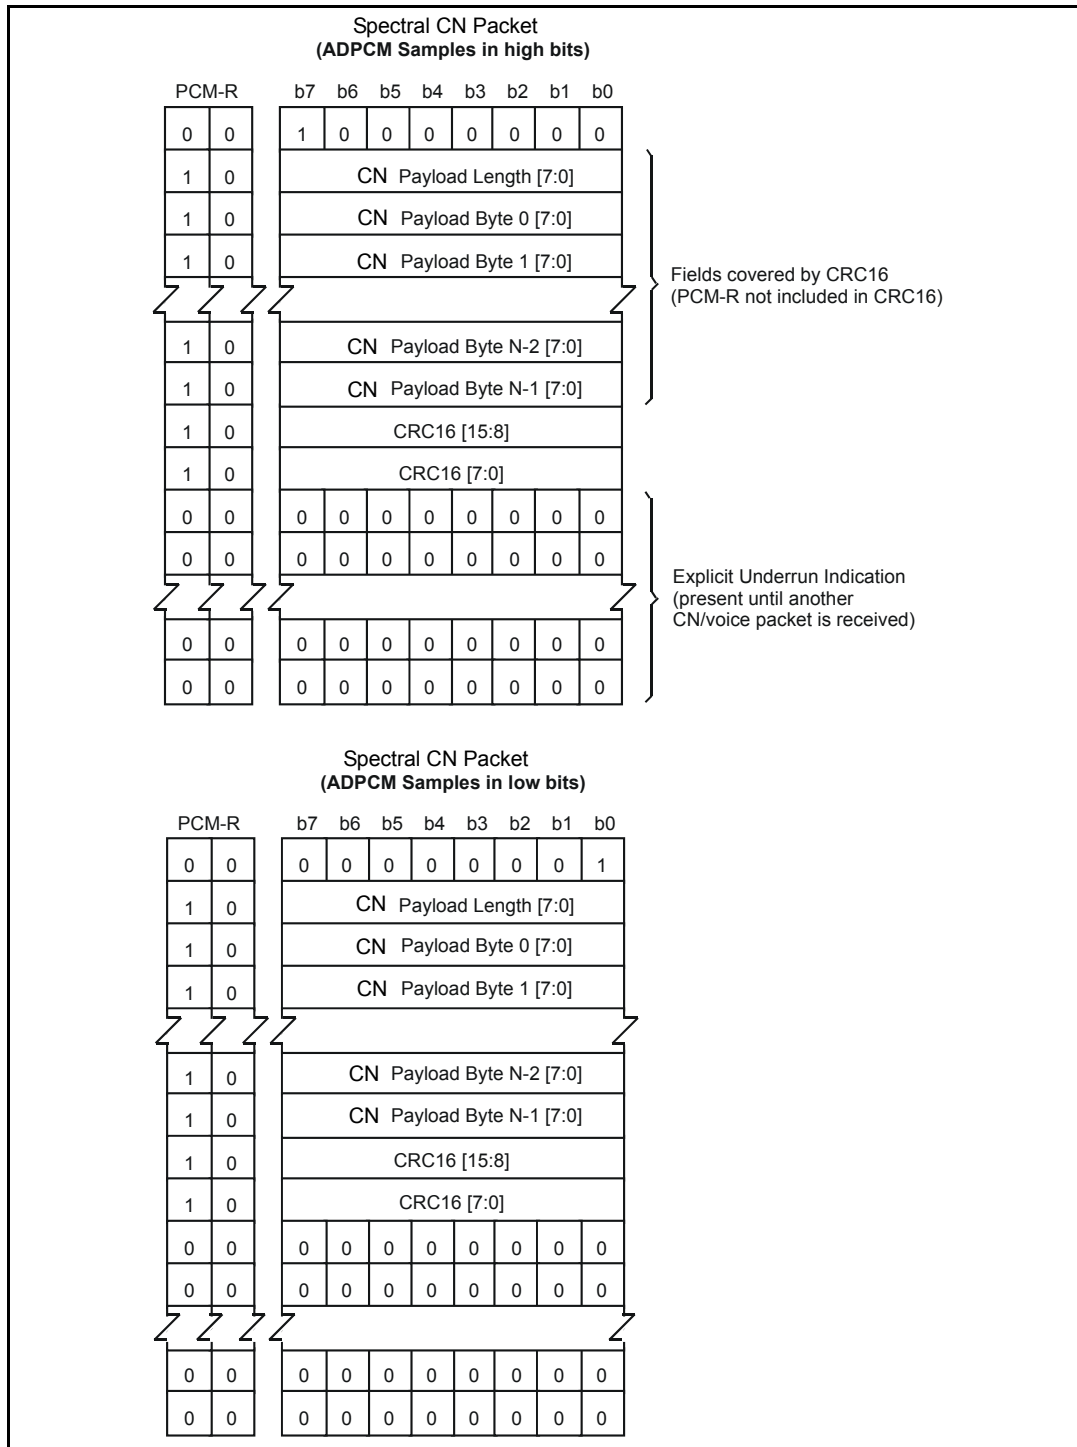 Spectral CN Packet
(ADPCM Samples in high bits)
PCM-R b7 b6 b5 b4 b3 b2 b1 b0
0 0 1 0 0 0 0 0 0 0
1 0 CN Payload Length [7:0]
1 0 CN Payload Byte 0 [7:0]
1 0 CN Payload Byte 1 [7:0]
Fields covered by CRC16
(PCM-R not included in CRC16)
1 0 CN Payload Byte N-2 [7:0]
1 0 CN Payload Byte N-1 [7:0]
1 0 CRC16 [15:8]
1 0 CRC16 [7:0]
0 0 0 0 0 0 0 0 0 0
0 0 0 0 0 0 0 0 0 0
Explicit Underrun Indication
(present until another
CN/voice packet is received)
0 0 0 0 0 0 0 0 0 0
0 0 0 0 0 0 0 0 0 0
Spectral CN Packet
(ADPCM Samples in low bits)
PCM-R b7 b6 b5 b4 b3 b2 b1 b0
0 0 0 0 0 0 0 0 0 1
1 0 CN Payload Length [7:0]
1 0 CN Payload Byte 0 [7:0]
1 0 CN Payload Byte 1 [7:0]
1 0 CN Payload Byte N-2 [7:0]
1 0 CN Payload Byte N-1 [7:0]
1 0 CRC16 [15:8]
1 0 CRC16 [7:0]
0 0 0 0 0 0 0 0 0 0
0 0 0 0 0 0 0 0 0 0
0 0 0 0 0 0 0 0 0 0
0 0 0 0 0 0 0 0 0 0